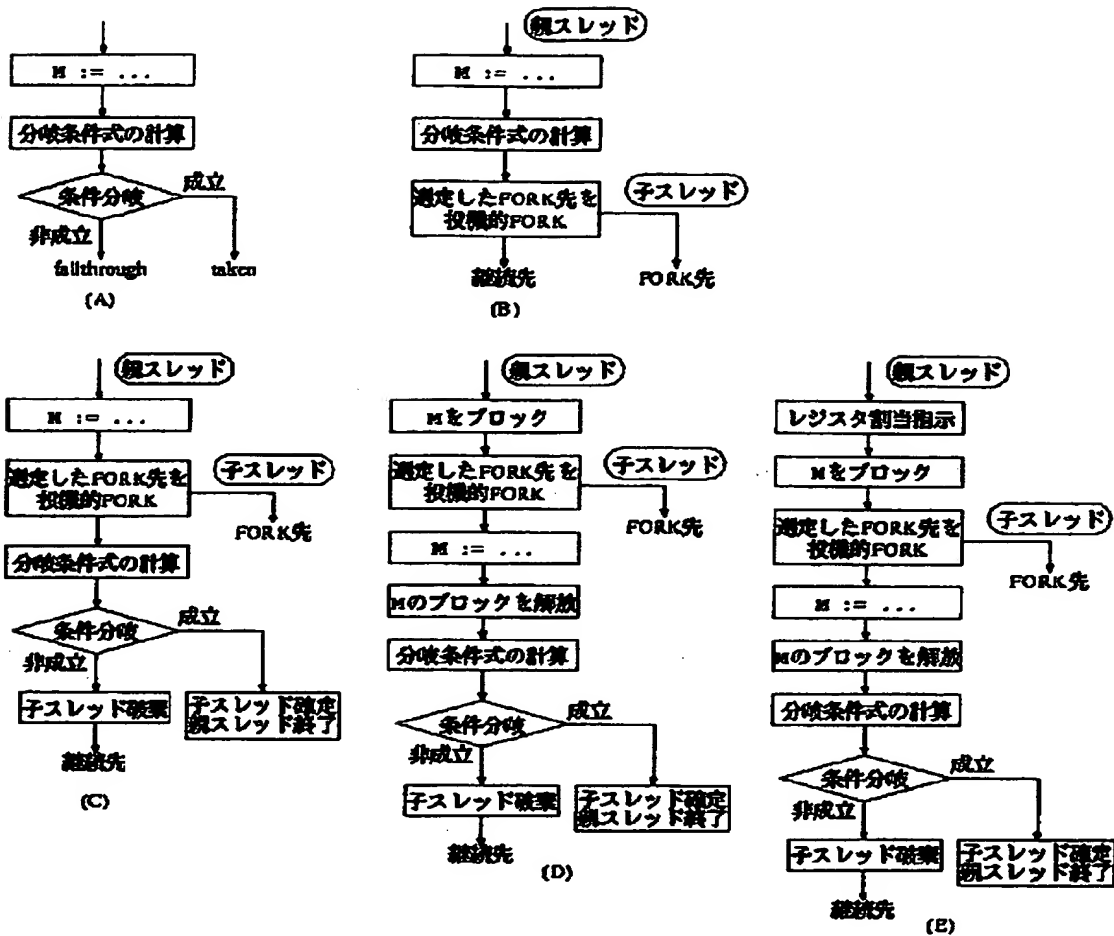 M := ...
分岐条件式の計算
条件分岐
成立
非成立
fallthrough
taken
(A)
親スレッド
M := ...
分岐条件式の計算
選定したFORK先を
投機的FORK
子スレッド
継続先
FORK先
(B)
親スレッド
M := ...
選定したFORK先を
投機的FORK
子スレッド
FORK先
分岐条件式の計算
条件分岐
成立
非成立
子スレッド破棄
子スレッド確定
親スレッド終了
継続先
(C)
親スレッド
Mをブロック
選定したFORK先を
投機的FORK
子スレッド
FORK先
M := ...
Mのブロックを解放
分岐条件式の計算
条件分岐
成立
非成立
子スレッド破棄
子スレッド確定
親スレッド終了
継続先
(D)
親スレッド
レジスタ割当指示
Mをブロック
選定したFORK先を
投機的FORK
子スレッド
FORK先
M := ...
Mのブロックを解放
分岐条件式の計算
条件分岐
成立
非成立
子スレッド破棄
子スレッド確定
親スレッド終了
継続先
(E)